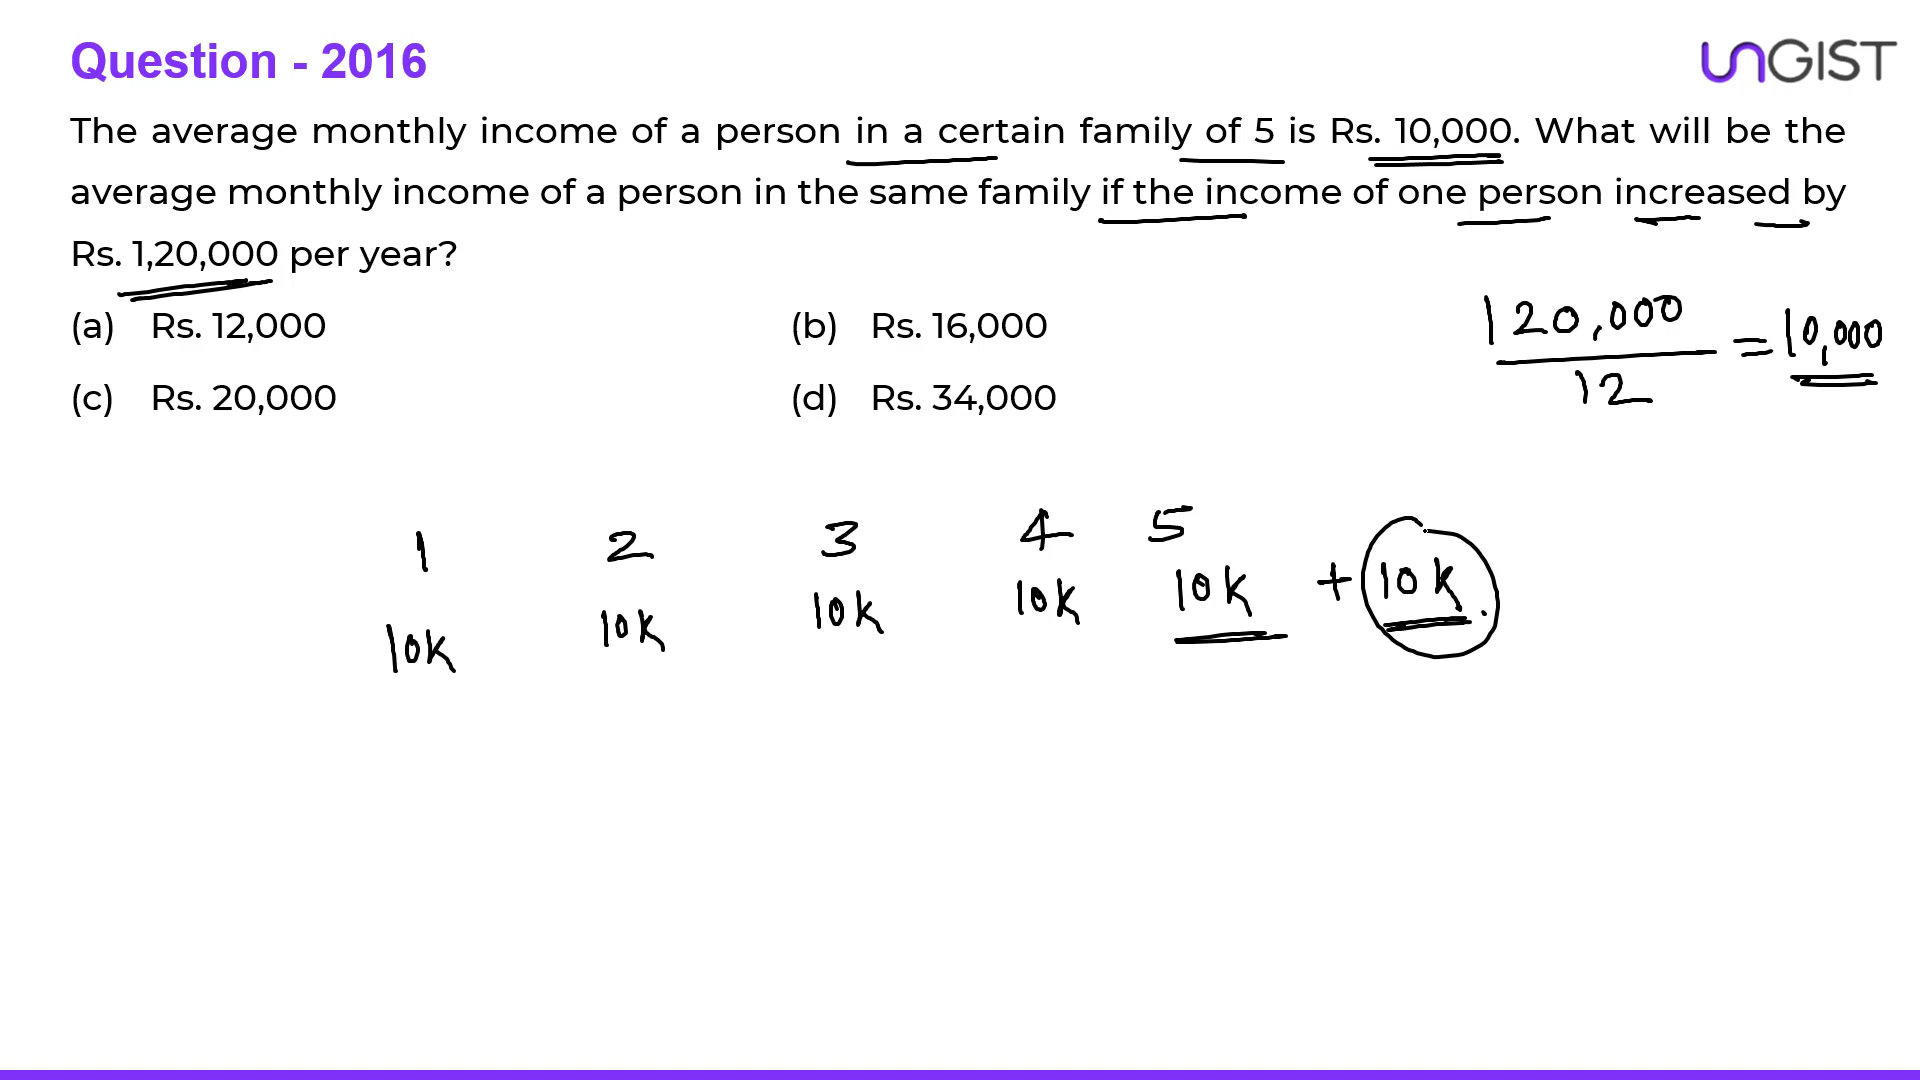 Question - 2016
UNGIST
The average monthly income of a person in a certain family of 5 is Rs. 10,000. What will be the
average monthly income of a person in the same family if the income of one person increased by
Rs. 1,20,000 per year?
(a) Rs. 12,000 (b) Rs. 16,000
(c) Rs. 20,000 (d) Rs. 34,000
120,000
= 10,000
12
1 2 3 4 5
10K 10K 10K 10K 10K + 10K